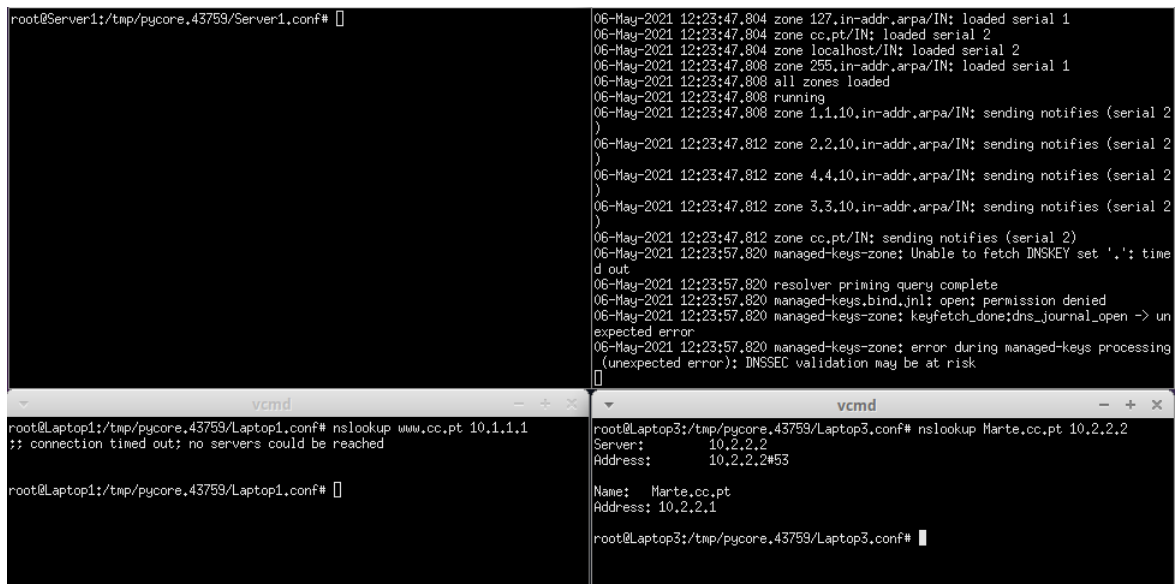 root@Server1:/tmp/pycore.43759/Server1.conf#
06-May-2021 12:23:47.804 zone 127.in-addr.arpa/IN: loaded serial 1
06-May-2021 12:23:47.804 zone cc.pt/IN: loaded serial 2
06-May-2021 12:23:47.804 zone localhost/IN: loaded serial 2
06-May-2021 12:23:47.808 zone 255.in-addr.arpa/IN: loaded serial 1
06-May-2021 12:23:47.808 all zones loaded
06-May-2021 12:23:47.808 running
06-May-2021 12:23:47.808 zone 1.1.10.in-addr.arpa/IN: sending notifies (serial 2
)
06-May-2021 12:23:47.812 zone 2.2.10.in-addr.arpa/IN: sending notifies (serial 2
)
06-May-2021 12:23:47.812 zone 4.4.10.in-addr.arpa/IN: sending notifies (serial 2
)
06-May-2021 12:23:47.812 zone 3.3.10.in-addr.arpa/IN: sending notifies (serial 2
)
06-May-2021 12:23:47.812 zone cc.pt/IN: sending notifies (serial 2)
06-May-2021 12:23:57.820 managed-keys-zone: Unable to fetch DNSKEY set '.': time
d out
06-May-2021 12:23:57.820 resolver priming query complete
06-May-2021 12:23:57.820 managed-keys.bind.jnl: open: permission denied
06-May-2021 12:23:57.820 managed-keys-zone: keyfetch_done:dns_journal_open -> un
expected error
06-May-2021 12:23:57.820 managed-keys-zone: error during managed-keys processing
(unexpected error): DNSSEC validation may be at risk
vcmd
root@Laptop1:/tmp/pycore.43759/Laptop1.conf# nslookup www.cc.pt 10.1.1.1
;; connection timed out; no servers could be reached
root@Laptop1:/tmp/pycore.43759/Laptop1.conf#
vcmd
root@Laptop3:/tmp/pycore.43759/Laptop3.conf# nslookup Marte.cc.pt 10.2.2.2
Server: 10.2.2.2
Address: 10.2.2.2#53
Name: Marte.cc.pt
Address: 10.2.2.1
root@Laptop3:/tmp/pycore.43759/Laptop3.conf#